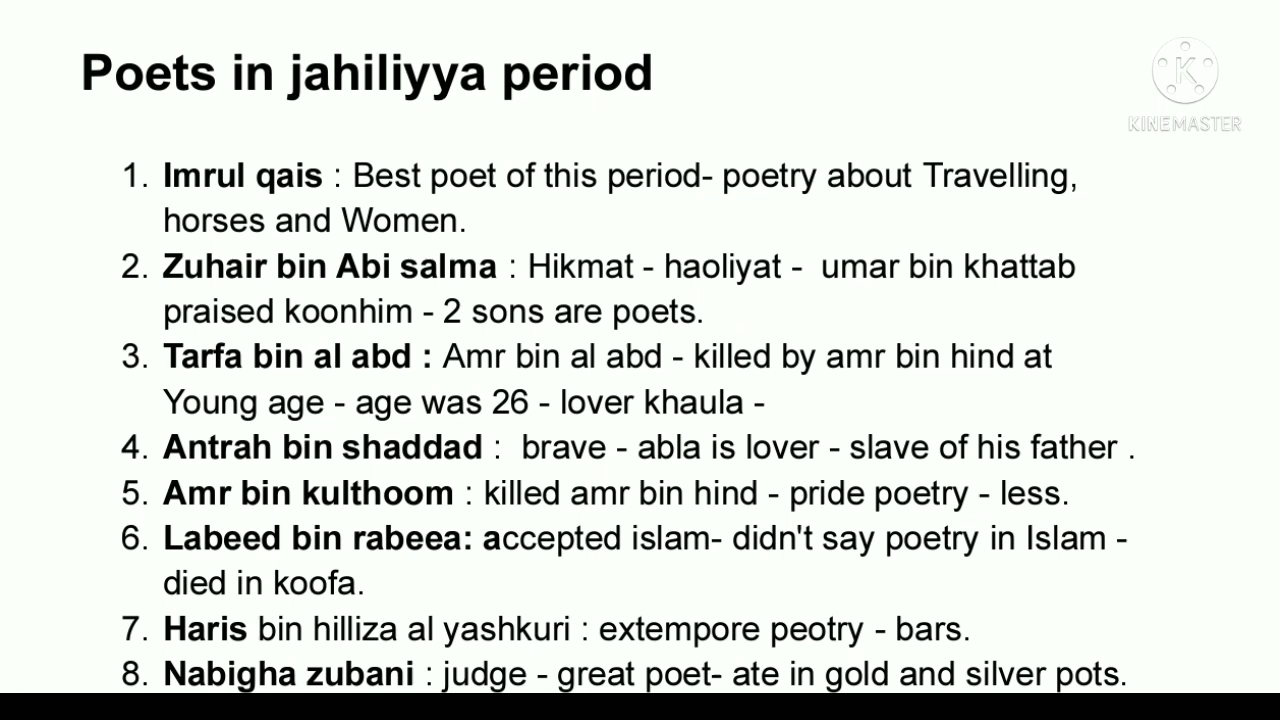 Poets in jahiliyya period
KINEMASTER
1. Imrul qais : Best poet of this period- poetry about Travelling,
horses and Women.
2. Zuhair bin Abi salma : Hikmat - haoliyat - umar bin khattab
praised koonhim - 2 sons are poets.
3. Tarfa bin al abd : Amr bin al abd - killed by amr bin hind at
Young age - age was 26 - lover khaula -
4. Antrah bin shaddad : brave - abla is lover - slave of his father .
5. Amr bin kulthoom : killed amr bin hind - pride poetry - less.
6. Labeed bin rabeea: accepted islam- didn't say poetry in Islam -
died in koofa.
7. Haris bin hilliza al yashkuri : extempore peotry - bars.
8. Nabigha zubani : judge - great poet- ate in gold and silver pots.